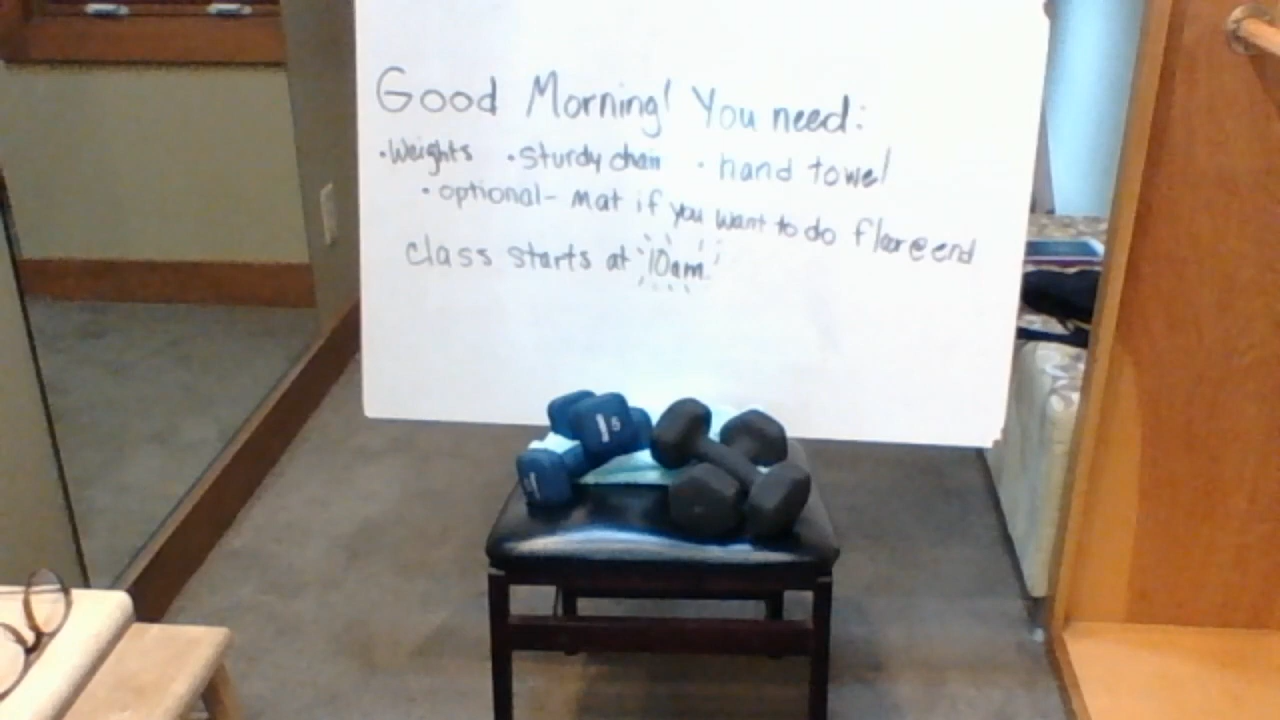 Good Morning! You need:
• Weights • Sturdy chair • hand towel
• optional - Mat if you want to do floor @ end
class starts at 10am